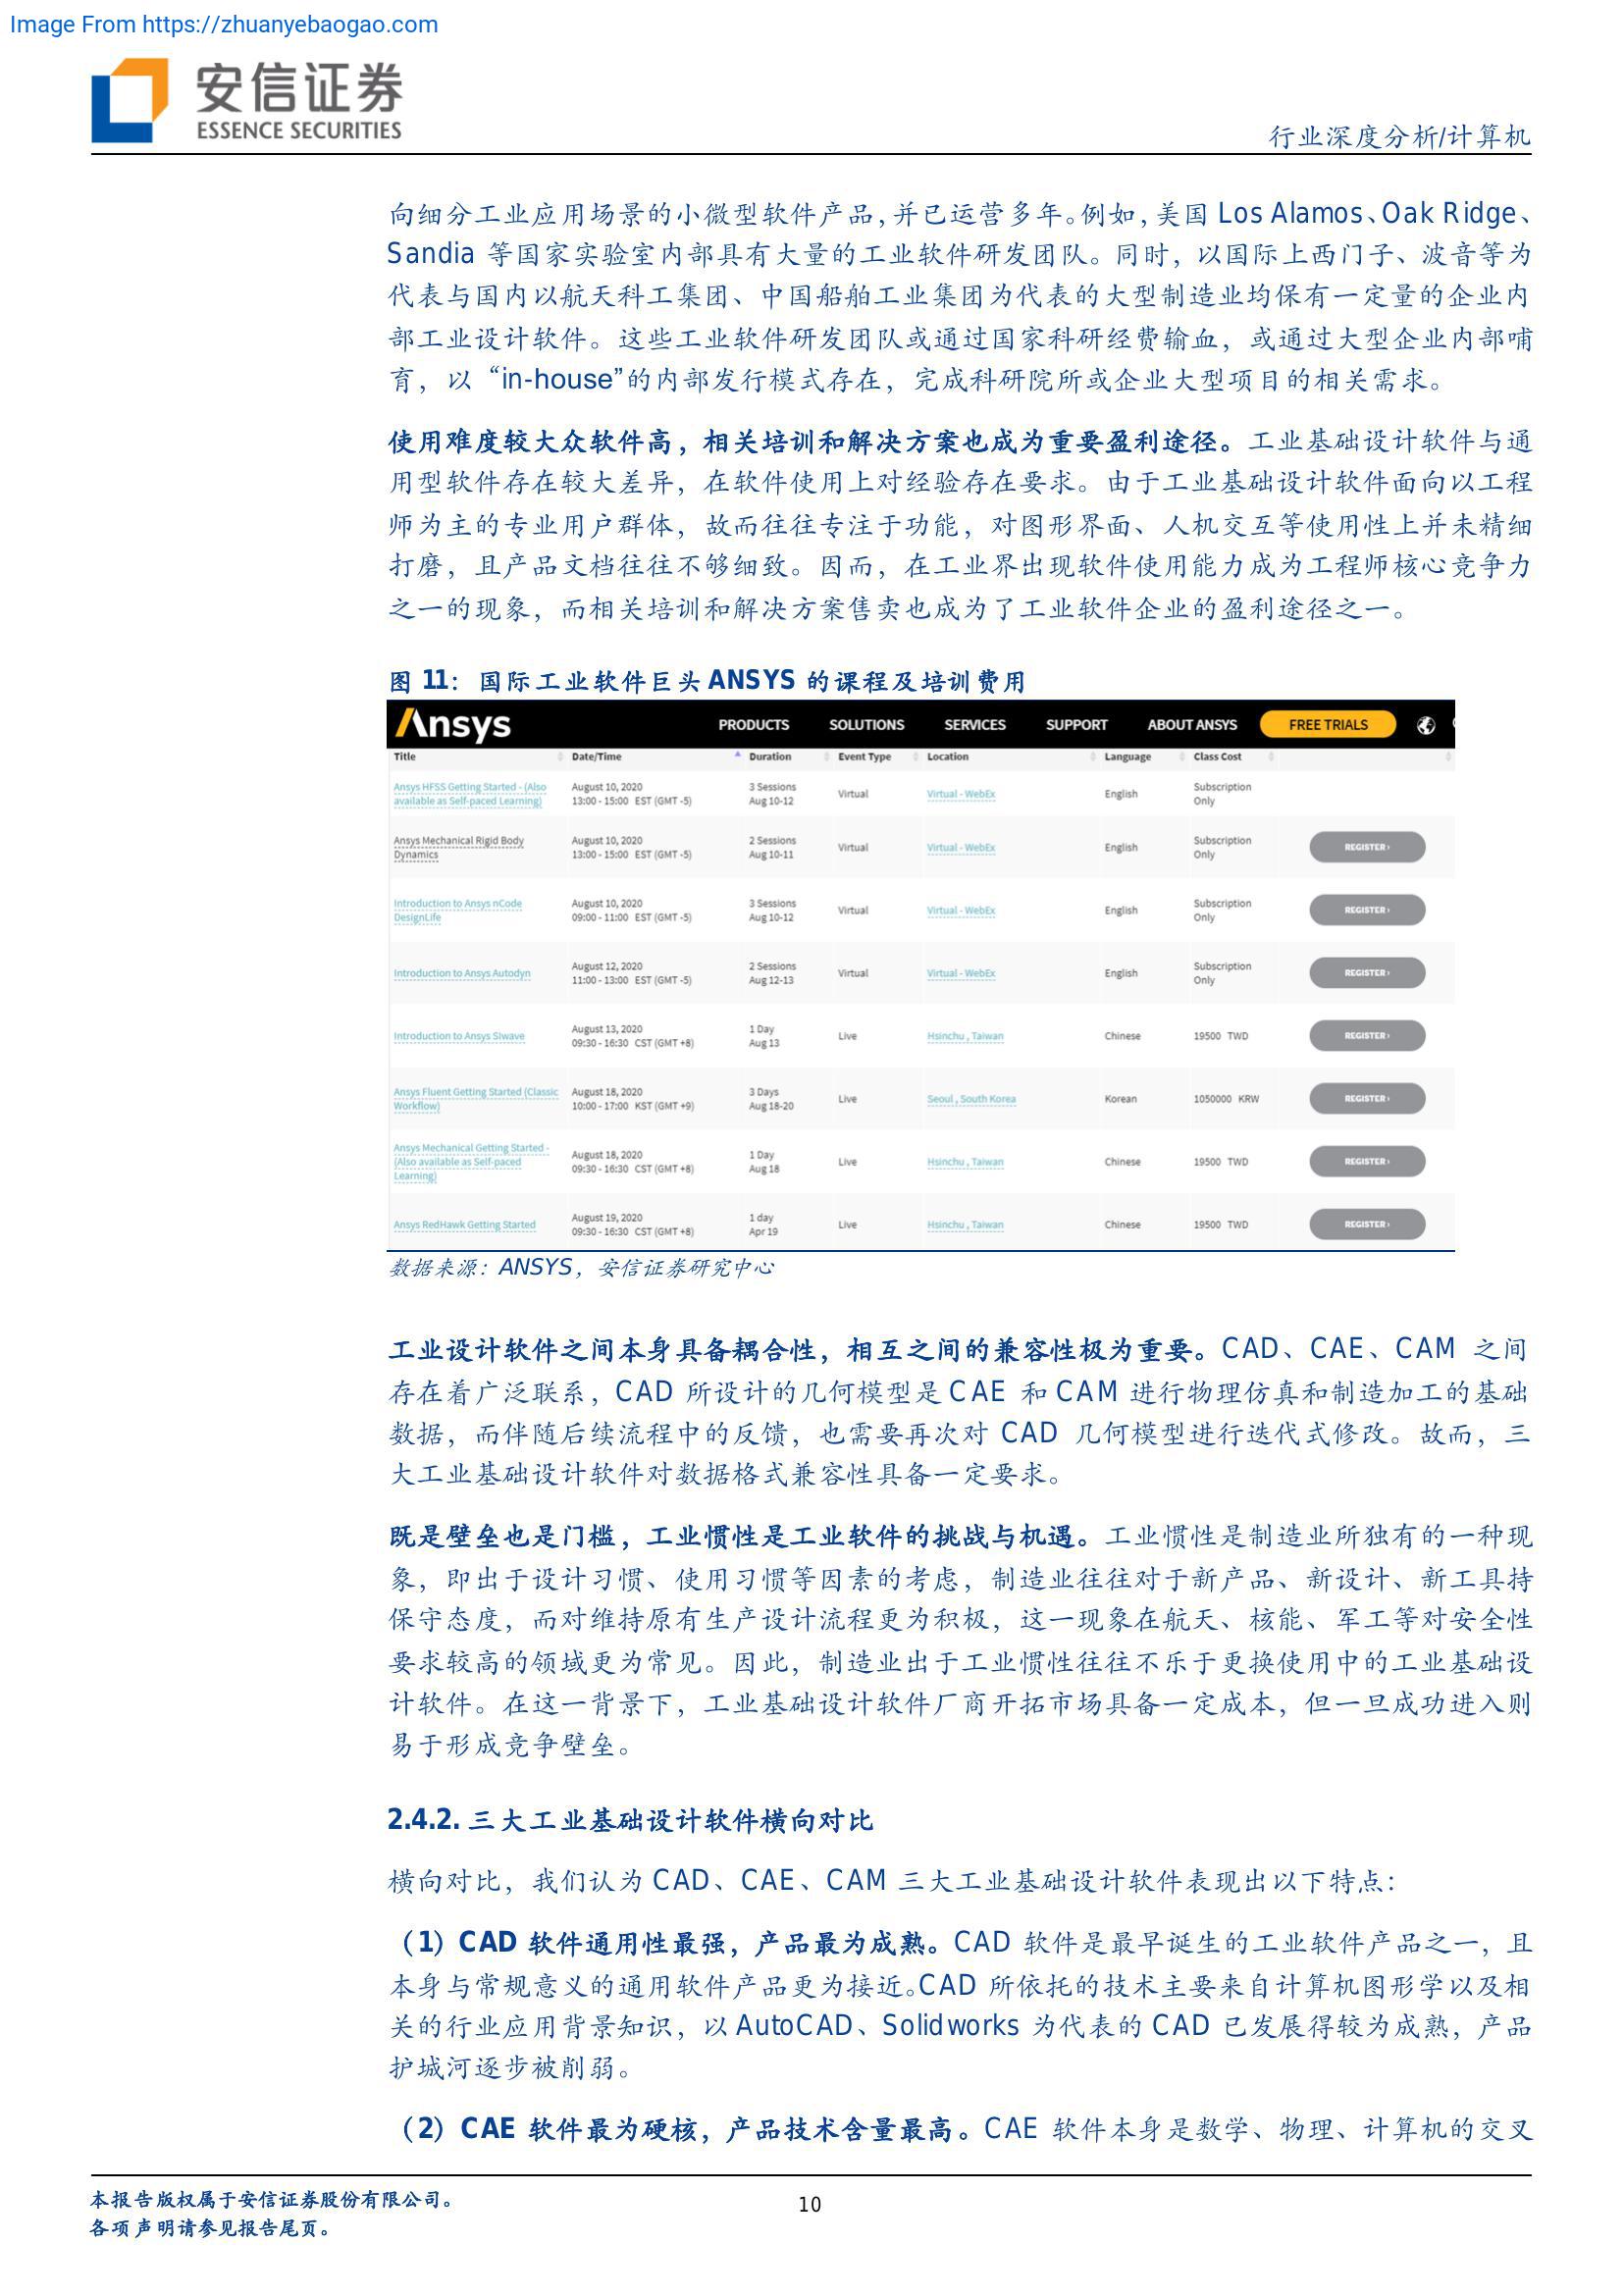 Image From https://zhuanyebaogao.com
安信证券
ESSENCE SECURITIES
行业深度分析/计算机
向细分工业应用场景的小微型软件产品，并已运营多年。例如，美国 Los Alamos、Oak Ridge、
Sandia 等国家实验室内部具有大量的工业软件研发团队。同时，以国际上西门子、波音等为
代表与国内以航天科工集团、中国船舶工业集团为代表的大型制造业均保有一定量的企业内
部工业设计软件。这些工业软件研发团队或通过国家科研经费输血，或通过大型企业内部哺
育，以“in-house”的内部发行模式存在，完成科研院所或企业大型项目的相关需求。
使用难度较大众软件高，相关培训和解决方案也成为重要盈利途径。工业基础设计软件与通
用型软件存在较大差异，在软件使用上对经验存在要求。由于工业基础设计软件面向以工程
师为主的专业用户群体，故而往往专注于功能，对图形界面、人机交互等使用性上并未精细
打磨，且产品文档往往不够细致。因而，在工业界出现软件使用能力成为工程师核心竞争力
之一的现象，而相关培训和解决方案售卖也成为了工业软件企业的盈利途径之一。
图 11：国际工业软件巨头 ANSYS 的课程及培训费用
Ansys PRODUCTS SOLUTIONS SERVICES SUPPORT ABOUT ANSYS FREE TRIALS
Title Date/Time Duration Event Type Location Language Class Cost
Ansys HFSS Getting Started - (Also August 10, 2020 3 Sessions Subscription
available as Self-paced Learning) 13:00 - 15:00 EST (GMT -5) Aug 10-12 Virtual Virtual - WebEx English Only
Ansys Mechanical Rigid Body August 10, 2020 2 Sessions Subscription
Dynamics 13:00 - 15:00 EST (GMT -5) Aug 10-11 Virtual Virtual - WebEx English Only REGISTER ›
Introduction to Ansys nCode August 10, 2020 3 Sessions Subscription
DesignLife 09:00 - 11:00 EST (GMT -5) Aug 10-12 Virtual Virtual - WebEx English Only REGISTER ›
Introduction to Ansys Autodyn August 12, 2020 2 Sessions Subscription
11:00 - 13:00 EST (GMT -5) Aug 12-13 Virtual Virtual - WebEx English Only REGISTER ›
Introduction to Ansys SIwave August 13, 2020 1 Day
09:30 - 16:30 CST (GMT +8) Aug 13 Live Hsinchu , Taiwan Chinese 19500 TWD REGISTER ›
Ansys Fluent Getting Started (Classic August 18, 2020 3 Days
Workflow) 10:00 - 17:00 KST (GMT +9) Aug 18-20 Live Seoul , South Korea Korean 1050000 KRW REGISTER ›
Ansys Mechanical Getting Started - August 18, 2020 1 Day
(Also available as Self-paced 09:30 - 16:30 CST (GMT +8) Aug 18 Live Hsinchu , Taiwan Chinese 19500 TWD REGISTER ›
Learning)
Ansys RedHawk Getting Started August 19, 2020 1 day
09:30 - 16:30 CST (GMT +8) Apr 19 Live Hsinchu , Taiwan Chinese 19500 TWD REGISTER ›
数据来源：ANSYS，安信证券研究中心
工业设计软件之间本身具备耦合性，相互之间的兼容性极为重要。CAD、CAE、CAM 之间
存在着广泛联系，CAD 所设计的几何模型是 CAE 和 CAM 进行物理仿真和制造加工的基础
数据，而伴随后续流程中的反馈，也需要再次对 CAD 几何模型进行迭代式修改。故而，三
大工业基础设计软件对数据格式兼容性具备一定要求。
既是壁垒也是门槛，工业惯性是工业软件的挑战与机遇。工业惯性是制造业所独有的一种现
象，即出于设计习惯、使用习惯等因素的考虑，制造业往往对于新产品、新设计、新工具持
保守态度，而对维持原有生产设计流程更为积极，这一现象在航天、核能、军工等对安全性
要求较高的领域更为常见。因此，制造业出于工业惯性往往不乐于更换使用中的工业基础设
计软件。在这一背景下，工业基础设计软件厂商开拓市场具备一定成本，但一旦成功进入则
易于形成竞争壁垒。
2.4.2. 三大工业基础设计软件横向对比
横向对比，我们认为 CAD、CAE、CAM 三大工业基础设计软件表现出以下特点：
（1）CAD 软件通用性最强，产品最为成熟。CAD 软件是最早诞生的工业软件产品之一，且
本身与常规意义的通用软件产品更为接近。CAD 所依托的技术主要来自计算机图形学以及相
关的行业应用背景知识，以 AutoCAD、Solidworks 为代表的 CAD 已发展得较为成熟，产品
护城河逐步被削弱。
（2）CAE 软件最为硬核，产品技术含量最高。CAE 软件本身是数学、物理、计算机的交叉
本报告版权属于安信证券股份有限公司。
各项声明请参见报告尾页。
10